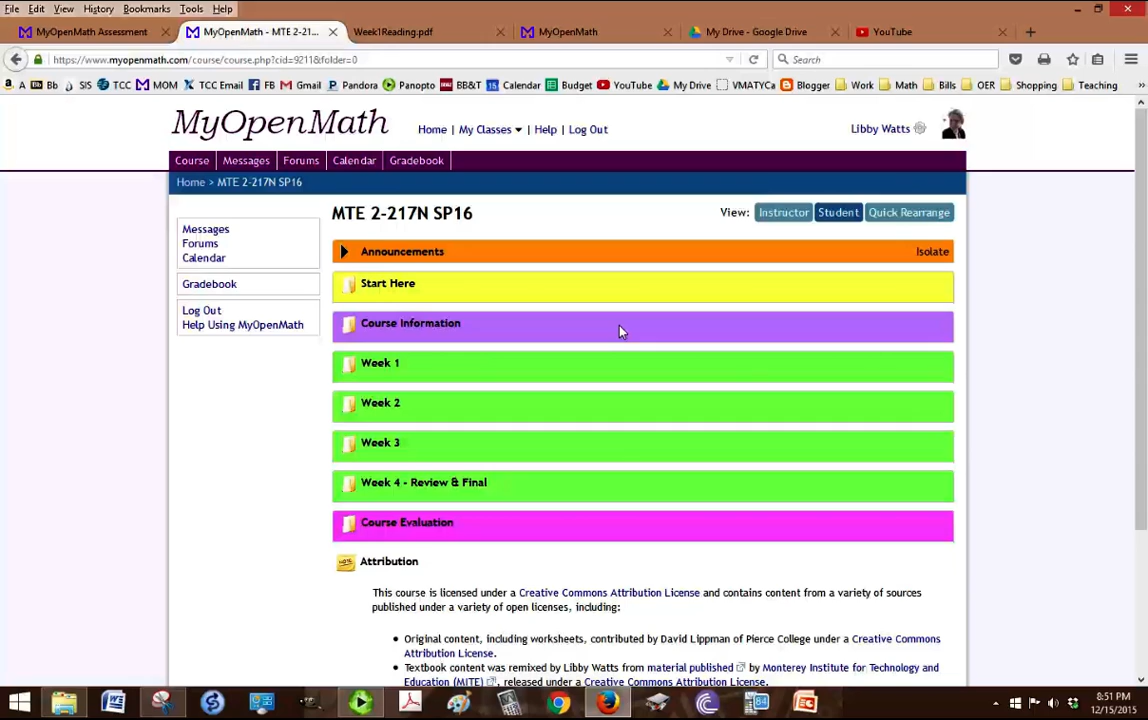 File Edit View History Bookmarks Tools Help
MyOpenMath Assessment × MyOpenMath - MTE 2-21... × Week1Reading.pdf × MyOpenMath × My Drive - Google Drive × YouTube × +
https://www.myopenmath.com/course/course.php?cid=9211&folder=0 Search
A Bb SIS TCC MOM TCC Email FB Gmail Pandora Panopto BB&T 15 Calendar Budget YouTube My Drive VMATYCa Blogger Work Math Bills OER Shopping Teaching »
MyOpenMath
Home | My Classes | Help | Log Out
Libby Watts
Course Messages Forums Calendar Gradebook
Home > MTE 2-217N SP16
Messages
Forums
Calendar
Gradebook
Log Out
Help Using MyOpenMath
MTE 2-217N SP16
View: Instructor Student Quick Rearrange
Announcements Isolate
Start Here
Course Information
Week 1
Week 2
Week 3
Week 4 - Review & Final
Course Evaluation
NOTE Attribution
This course is licensed under a Creative Commons Attribution License and contains content from a variety of sources
published under a variety of open licenses, including:
• Original content, including worksheets, contributed by David Lippman of Pierce College under a Creative Commons
Attribution License.
• Textbook content was remixed by Libby Watts from material published by Monterey Institute for Technology and
Education (MITE), released under a Creative Commons Attribution License.
8:51 PM
12/15/2015